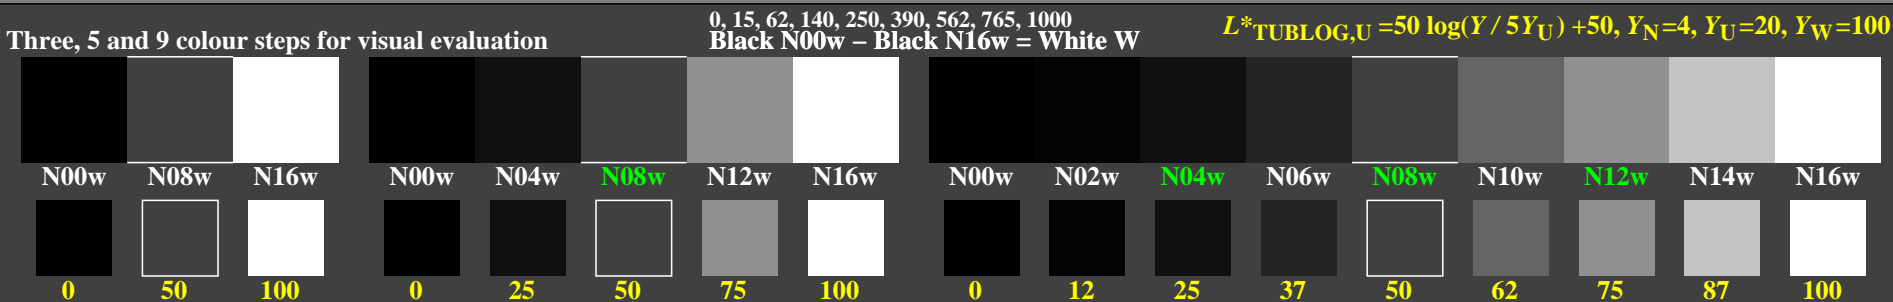 Three, 5 and 9 colour steps for visual evaluation
0, 15, 62, 140, 250, 390, 562, 765, 1000
Black N00w – Black N16w = White W
L*TUBLOG,U =50 log(Y / 5YU) +50, YN=4, YU=20, YW=100
N00w N08w N16w N00w N04w N08w N12w N16w N00w N02w N04w N06w N08w N10w N12w N14w N16w
0 50 100 0 25 50 75 100 0 12 25 37 50 62 75 87 100